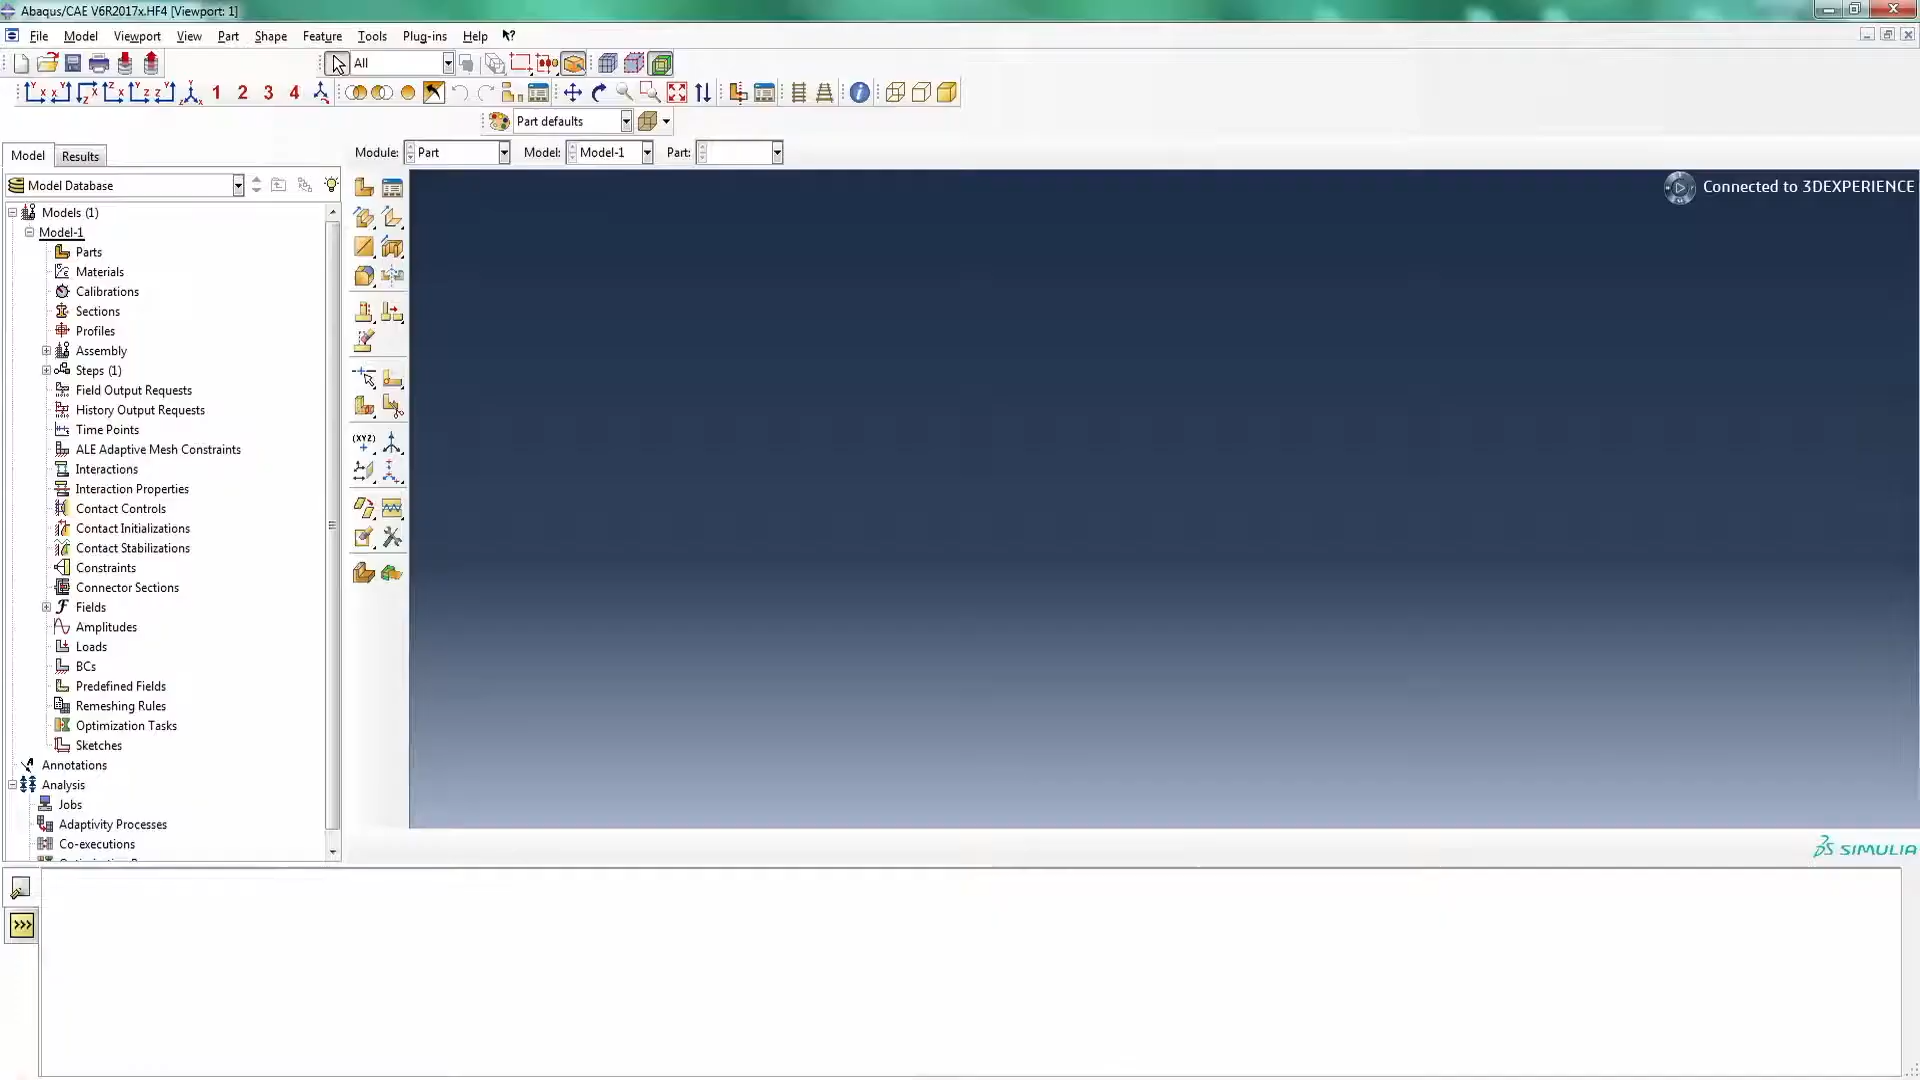 Abaqus/CAE V6R2017x.HF4 [Viewport: 1]
File Model Viewport View Part Shape Feature Tools Plug-ins Help
All
1 2 3 4
Part defaults
Model Results
Module: Part Model: Model-1 Part:
Model Database
Connected to 3DEXPERIENCE
Models (1)
Model-1
Parts
Materials
Calibrations
Sections
Profiles
Assembly
Steps (1)
Field Output Requests
History Output Requests
Time Points
ALE Adaptive Mesh Constraints
Interactions
Interaction Properties
Contact Controls
Contact Initializations
Contact Stabilizations
Constraints
Connector Sections
Fields
Amplitudes
Loads
BCs
Predefined Fields
Remeshing Rules
Optimization Tasks
Sketches
Annotations
Analysis
Jobs
Adaptivity Processes
Co-executions
(XYZ)
SIMULIA
>>>